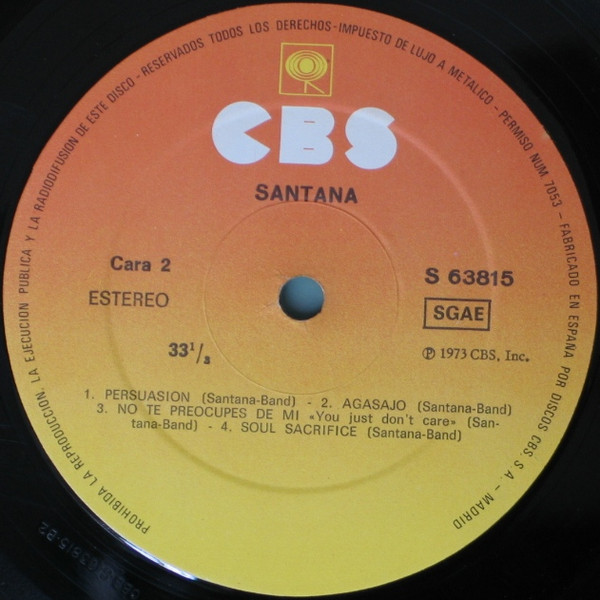 PROHIBIDA LA REPRODUCCION, LA EJECUCION PUBLICA Y LA RADIODIFUSION DE ESTE DISCO - RESERVADOS TODOS LOS DERECHOS - IMPUESTO DE LUJO A METALICO - PERMISO NUM. 7053 - FABRICADO EN ESPAÑA POR DISCOS CBS, S. A. - MADRID
CBS
SANTANA
Cara 2
S 63815
ESTEREO
SGAE
33 1/3
℗ 1973 CBS, Inc.
1. PERSUASION (Santana-Band) - 2. AGASAJO (Santana-Band)
3. NO TE PREOCUPES DE MI «You just don't care» (San-
tana-Band) - 4. SOUL SACRIFICE (Santana-Band)